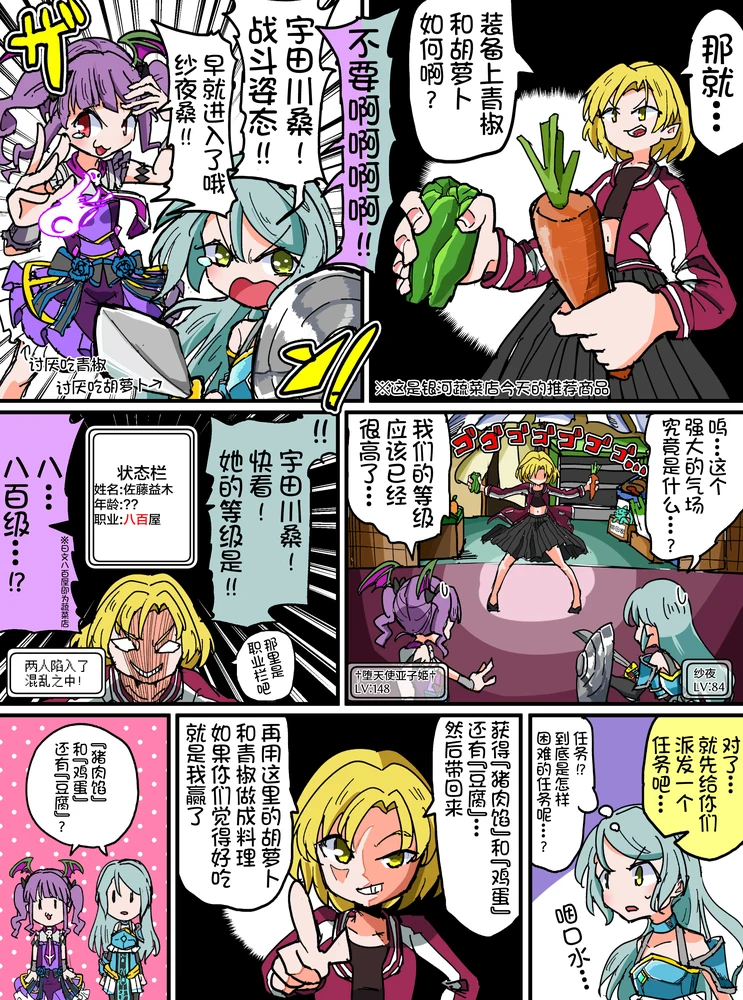 那就…
装备上青椒
和胡萝卜
如何啊？
※这是银河蔬菜店今天的推荐商品
不要啊啊啊啊！！
宇田川桑！
战斗姿态！！
早就进入了哦
纱夜桑！！
ザ
讨厌吃青椒
讨厌吃胡萝卜→
呜…这个
强大的气场
究竟是什么…？
ゴゴゴゴゴゴゴ…
我们的等级
应该已经
很高了…
†堕天使亚子姬†
LV:148
纱夜
LV:84
！！
宇田川桑！
快看！
她的等级是！！
状态栏
姓名:佐藤益木
年龄:??
职业:八百屋
八…
八百级…！？
※日文八百屋即为蔬菜店
那里是
职业栏吧
两人陷入了
混乱之中！
对了…
就先给你们
派发一个
任务吧…
任务！？
到底是怎样
困难的任务呢…？
咽口水…
获得『猪肉馅』和『鸡蛋』
还有『豆腐』…
然后带回来
再用这里的胡萝卜
和青椒做成料理
如果你们觉得好吃
就是我赢了
『猪肉馅』
和『鸡蛋』
还有『豆腐』？